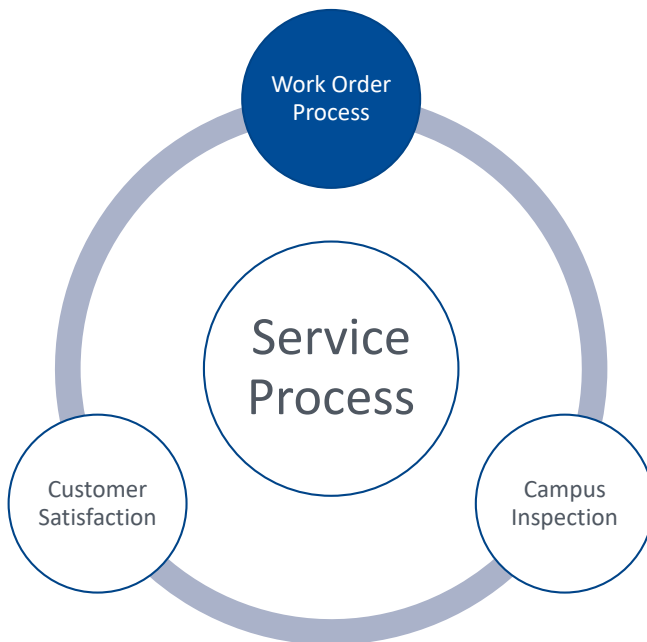 Work Order
Process
Service
Process
Customer
Satisfaction
Campus
Inspection